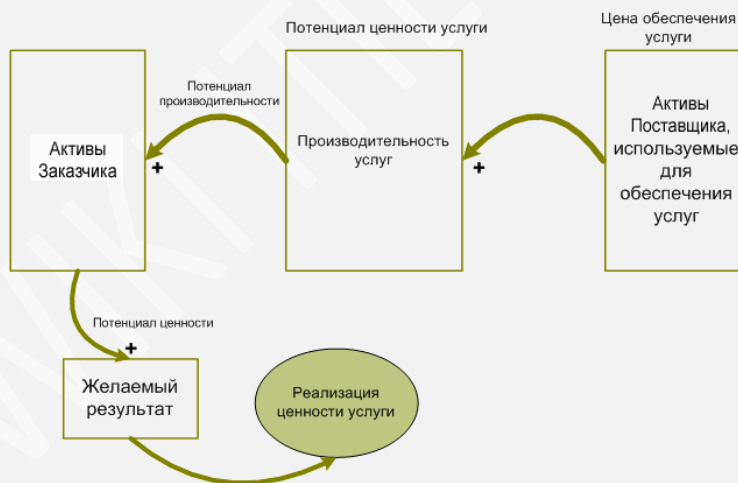 Потенциал ценности услуги
Цена обеспечения
услуги
Потенциал
производительности
Активы
Заказчика
+
Производительность
услуг
+
Активы
Поставщика,
используемые
для
обеспечения
услуг
Потенциал ценности
+
Желаемый
результат
Реализация
ценности услуги